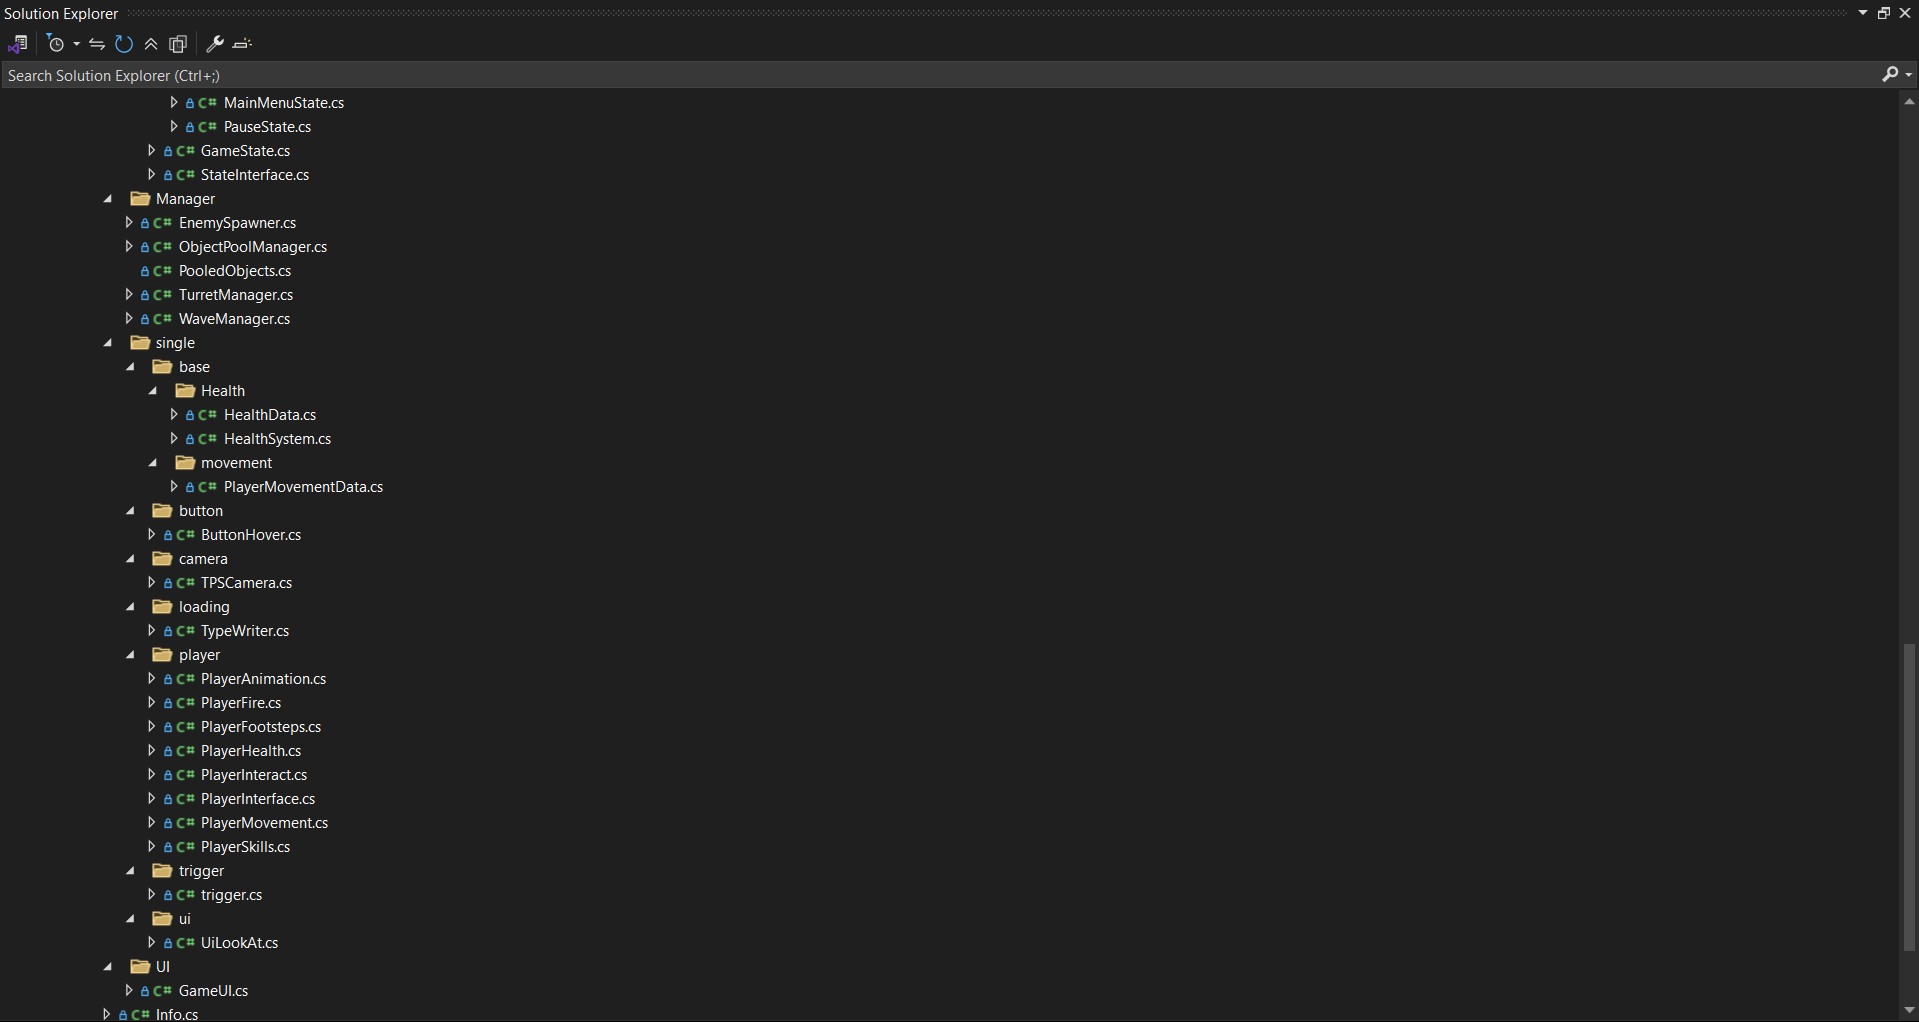 Solution Explorer
Search Solution Explorer (Ctrl+;)
C# MainMenuState.cs
C# PauseState.cs
C# GameState.cs
C# StateInterface.cs
Manager
C# EnemySpawner.cs
C# ObjectPoolManager.cs
C# PooledObjects.cs
C# TurretManager.cs
C# WaveManager.cs
single
base
Health
C# HealthData.cs
C# HealthSystem.cs
movement
C# PlayerMovementData.cs
button
C# ButtonHover.cs
camera
C# TPSCamera.cs
loading
C# TypeWriter.cs
player
C# PlayerAnimation.cs
C# PlayerFire.cs
C# PlayerFootsteps.cs
C# PlayerHealth.cs
C# PlayerInteract.cs
C# PlayerInterface.cs
C# PlayerMovement.cs
C# PlayerSkills.cs
trigger
C# trigger.cs
ui
C# UiLookAt.cs
UI
C# GameUI.cs
C# Info.cs